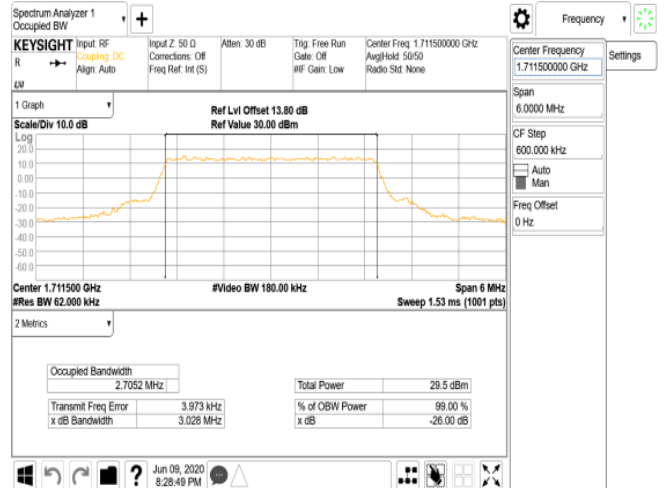 Spectrum Analyzer 1
Occupied BW
Frequency
KEYSIGHT
R
Input: RF
Coupling: DC
Align: Auto
Input Z: 50 Ω
Corrections: Off
Freq Ref: Int (S)
Atten: 30 dB
Trig: Free Run
Gate: Off
#IF Gain: Low
Center Freq: 1.711500000 GHz
Avg|Hold: 50/50
Radio Std: None
Center Frequency
1.711500000 GHz
Settings
Span
6.0000 MHz
CF Step
600.000 kHz
Auto
Man
Freq Offset
0 Hz
1 Graph
Scale/Div 10.0 dB
Ref Lvl Offset 13.80 dB
Ref Value 30.00 dBm
Log
20.0
10.0
0.00
-10.0
-20.0
-30.0
-40.0
-50.0
-60.0
Center 1.711500 GHz
#Video BW 180.00 kHz
Span 6 MHz
#Res BW 62.000 kHz
Sweep 1.53 ms (1001 pts)
2 Metrics
Occupied Bandwidth
2.7052 MHz
Total Power 29.5 dBm
Transmit Freq Error 3.973 kHz
% of OBW Power 99.00 %
x dB Bandwidth 3.028 MHz
x dB -26.00 dB
Jun 09, 2020
8:28:49 PM